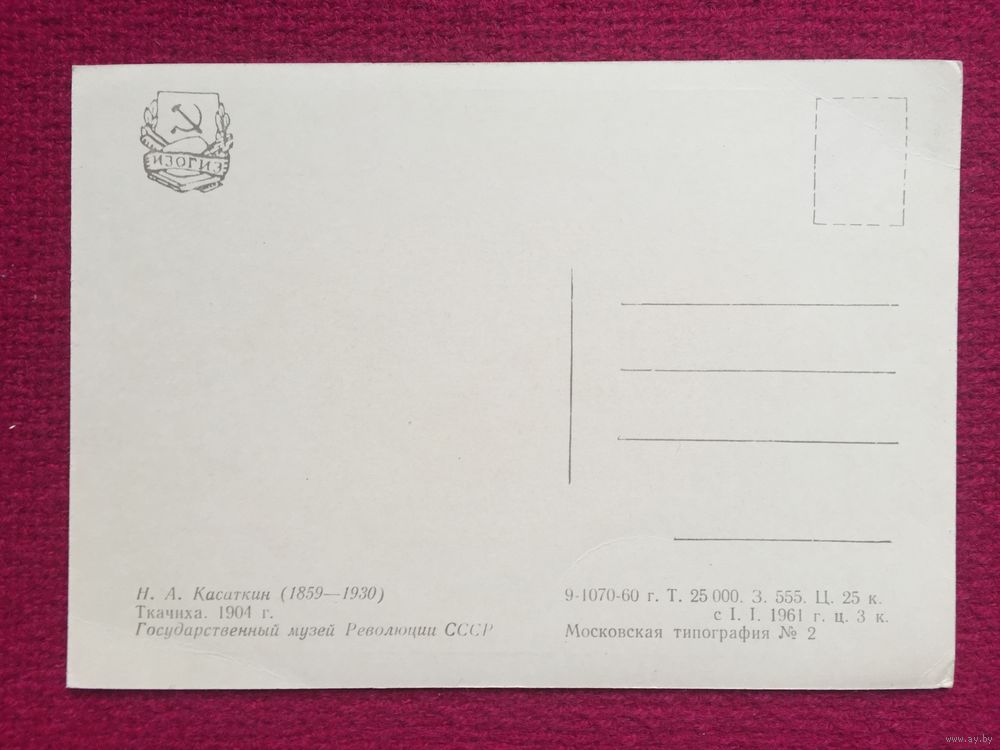 ИЗОГИЗ
Н. А. Касаткин (1859—1930)
Ткачиха. 1904 г.
Государственный музей Революции СССР
9-1070-60 г. Т. 25 000. З. 555. Ц. 25 к.
с I. I. 1961 г. ц. 3 к.
Московская типография № 2
www.ay.by